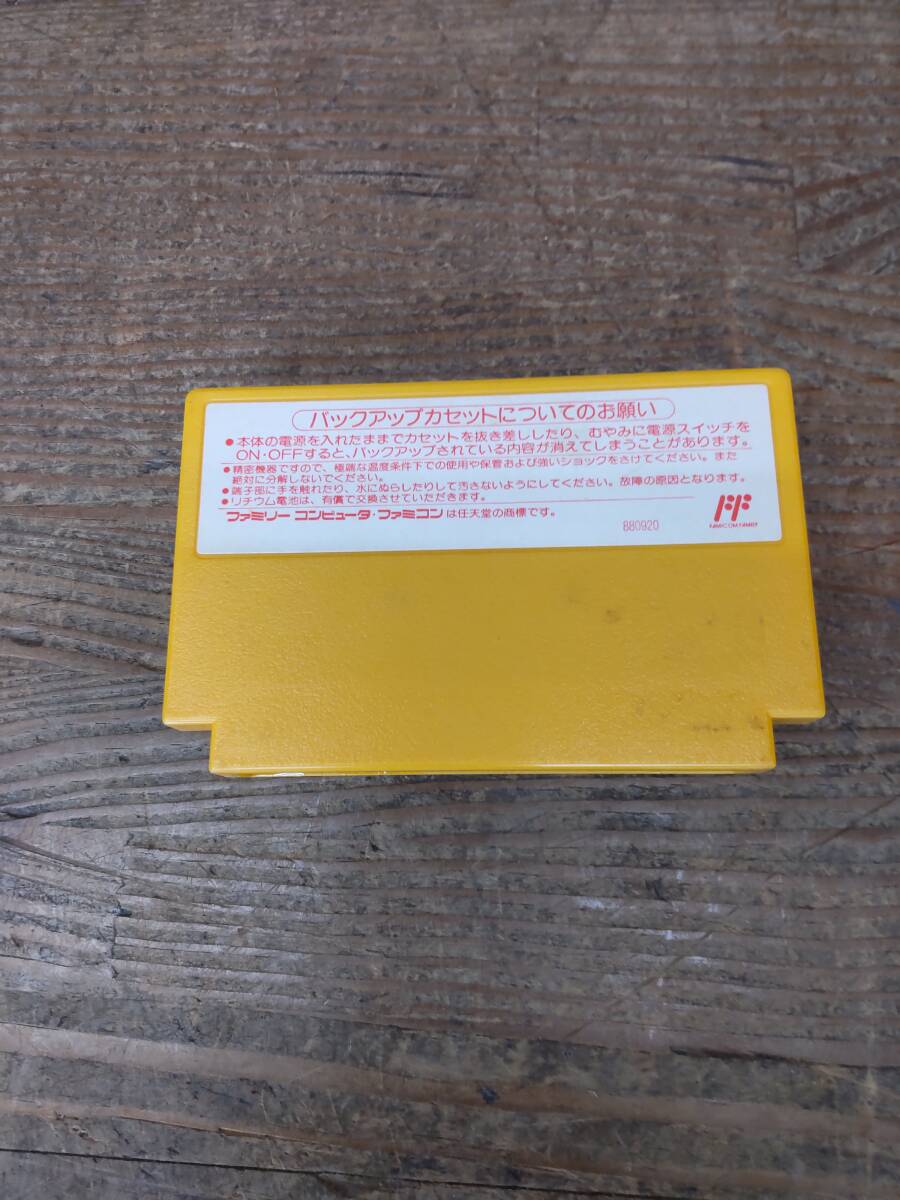 バックアップカセットについてのお願い
●本体の電源を入れたままでカセットを抜き差ししたり、むやみに電源スイッチを
ON・OFFすると、バックアップされている内容が消えてしまうことがあります。
●精密機器ですので、極端な温度条件下での使用や保管および強いショックをさけてください。また
絶対に分解しないでください。
●端子部に手を触れたり、水にぬらしたりして汚さないようにしてください。故障の原因となります。
●リチウム電池は、有償で交換させていただきます。
ファミリー コンピュータ・ファミコンは任天堂の商標です。
880920
FF
FAMICOM FAMILY